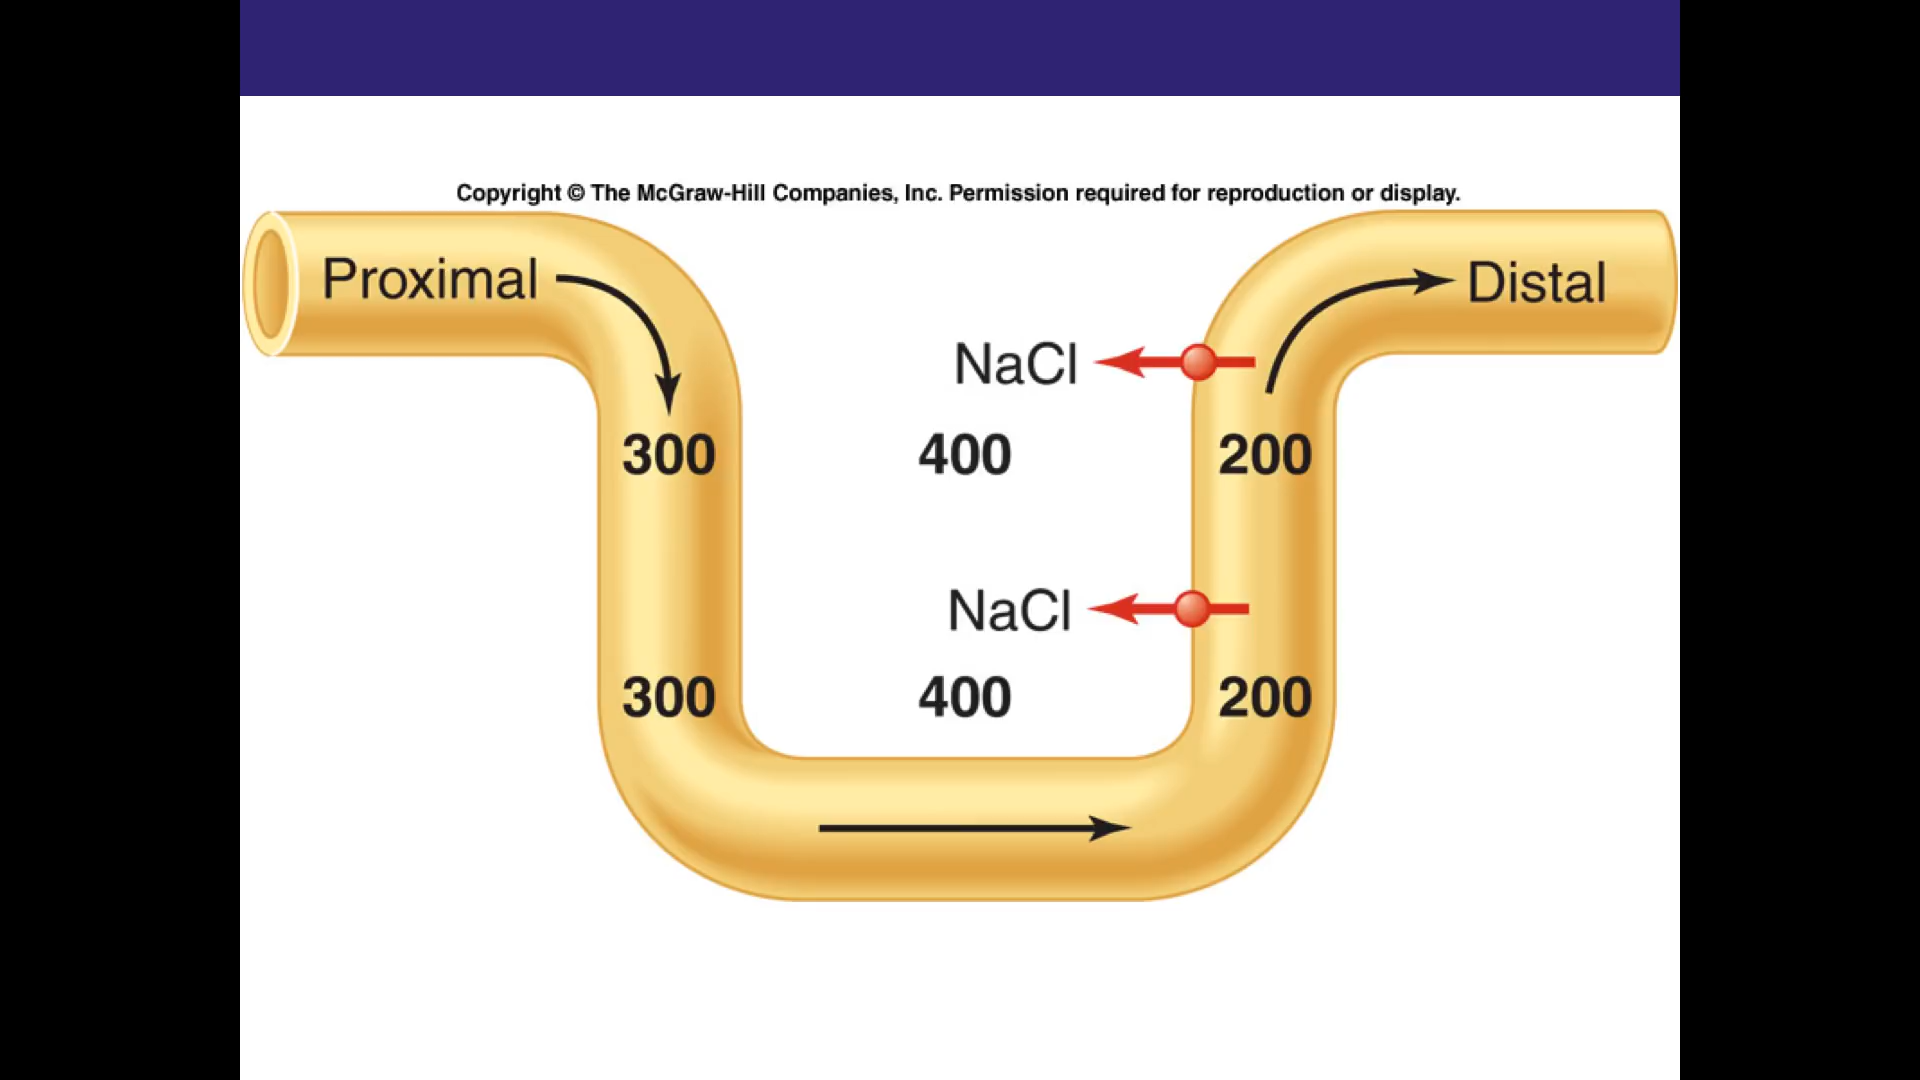 Copyright © The McGraw-Hill Companies, Inc. Permission required for reproduction or display.
Proximal
Distal
NaCl
300 400 200
NaCl
300 400 200